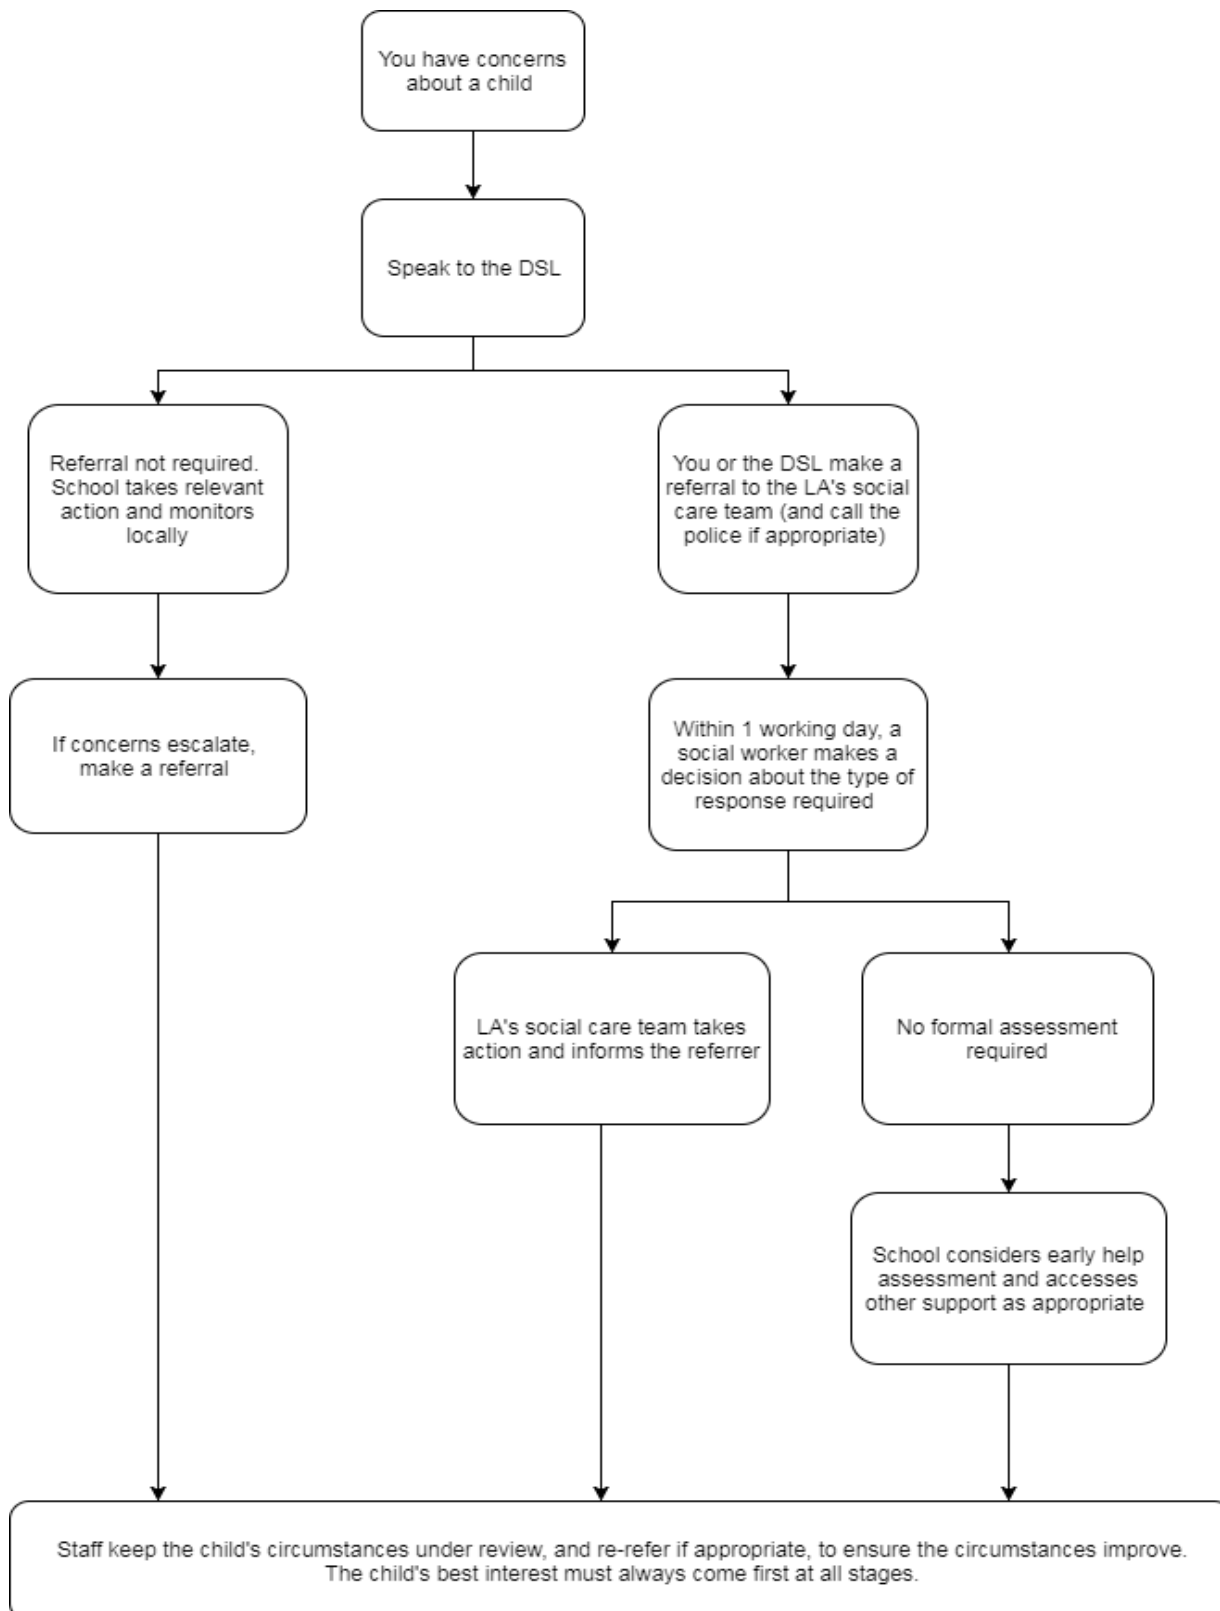 You have concerns
about a child
Speak to the DSL
Referral not required.
School takes relevant
action and monitors
locally
You or the DSL make a
referral to the LA's social
care team (and call the
police if appropriate)
If concerns escalate,
make a referral
Within 1 working day, a
social worker makes a
decision about the type of
response required
LA's social care team takes
action and informs the referrer
No formal assessment
required
School considers early help
assessment and accesses
other support as appropriate
Staff keep the child's circumstances under review, and re-refer if appropriate, to ensure the circumstances improve.
The child's best interest must always come first at all stages.